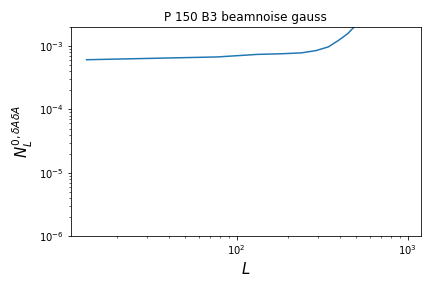 P 150 B3 beamnoise gauss
10⁻³
10⁻⁴
10⁻⁵
10⁻⁶
N_L^{0, δAδA}
10²
10³
L